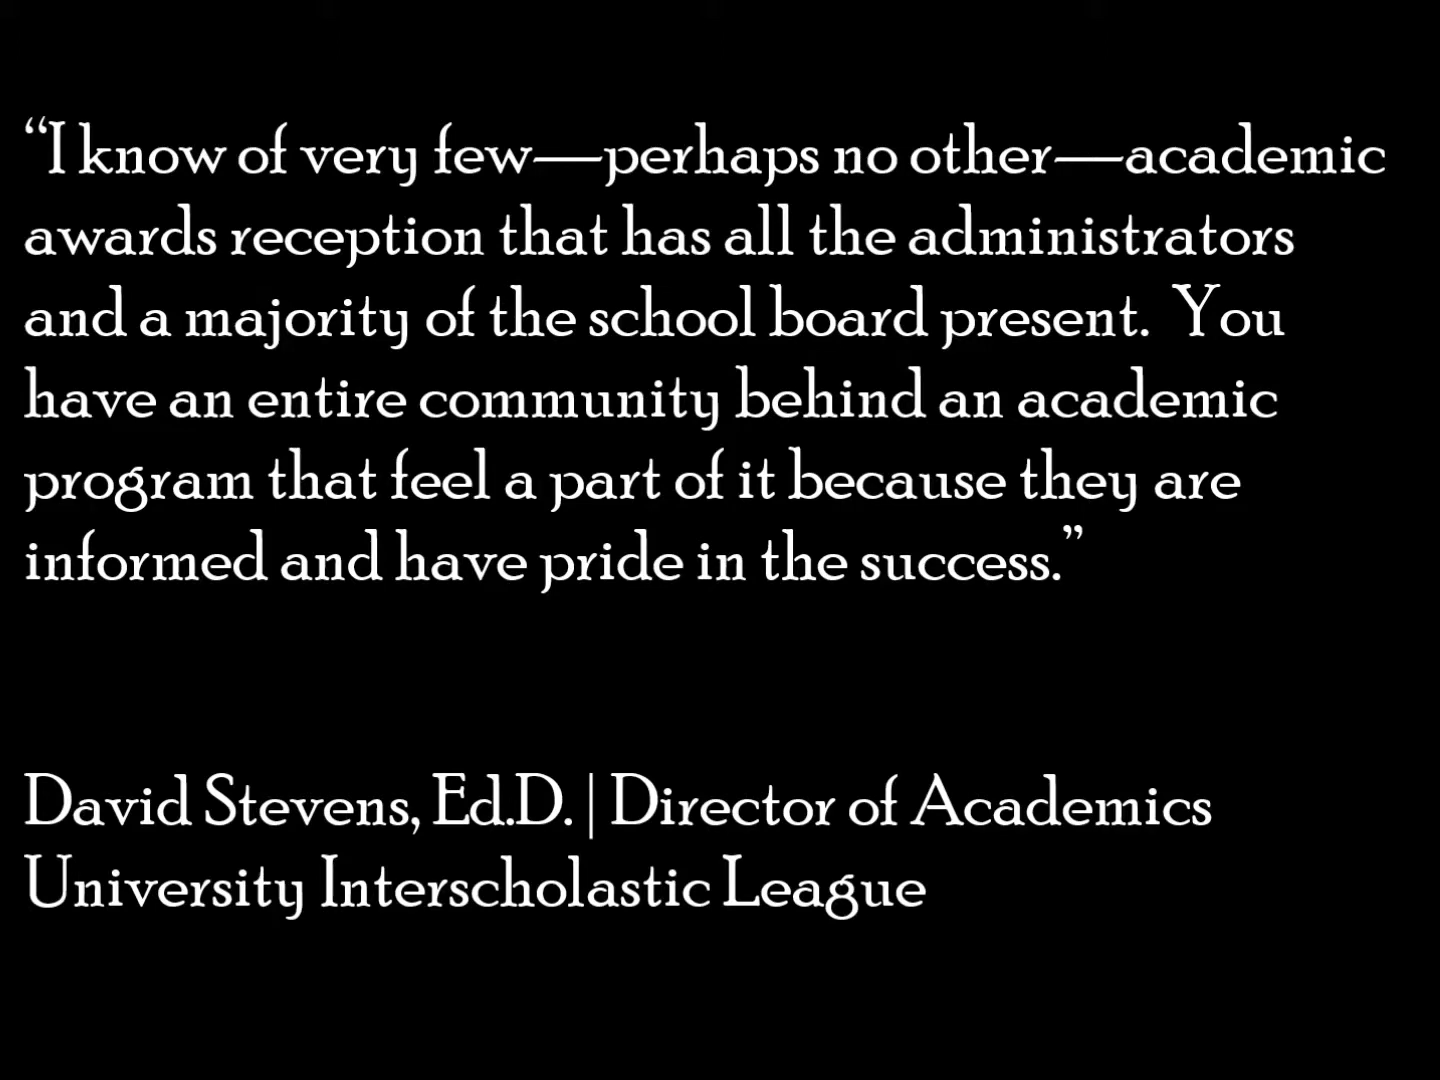 “I know of very few—perhaps no other—academic
awards reception that has all the administrators
and a majority of the school board present.  You
have an entire community behind an academic
program that feel a part of it because they are
informed and have pride in the success.”
David Stevens, Ed.D. | Director of Academics
University Interscholastic League